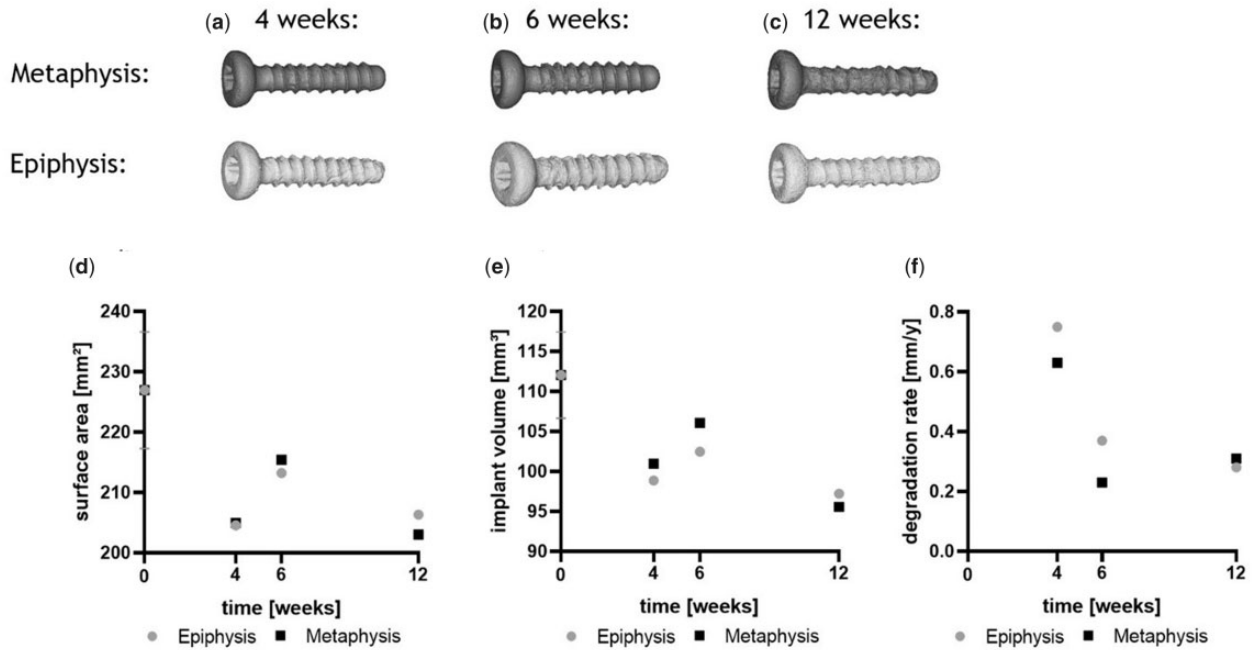 (a) 4 weeks: (b) 6 weeks: (c) 12 weeks:
Metaphysis:
Epiphysis:
(d) (e) (f)
240
230
220
210
200
surface area [mm²]
0 4 6 12
time [weeks]
Epiphysis Metaphysis
120
115
110
105
100
95
90
implant volume [mm³]
0 4 6 12
time [weeks]
Epiphysis Metaphysis
0.8
0.6
0.4
0.2
0.0
degradation rate [mm/y]
0 4 6 12
time [weeks]
Epiphysis Metaphysis